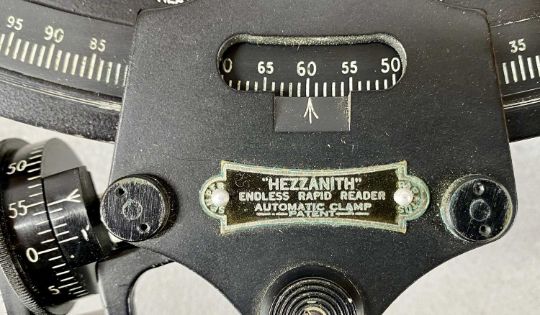 95 90 85
0 65 60 55 50
35
"HEZZANITH"
ENDLESS RAPID READER
AUTOMATIC CLAMP
PATENT
50
55
0
5